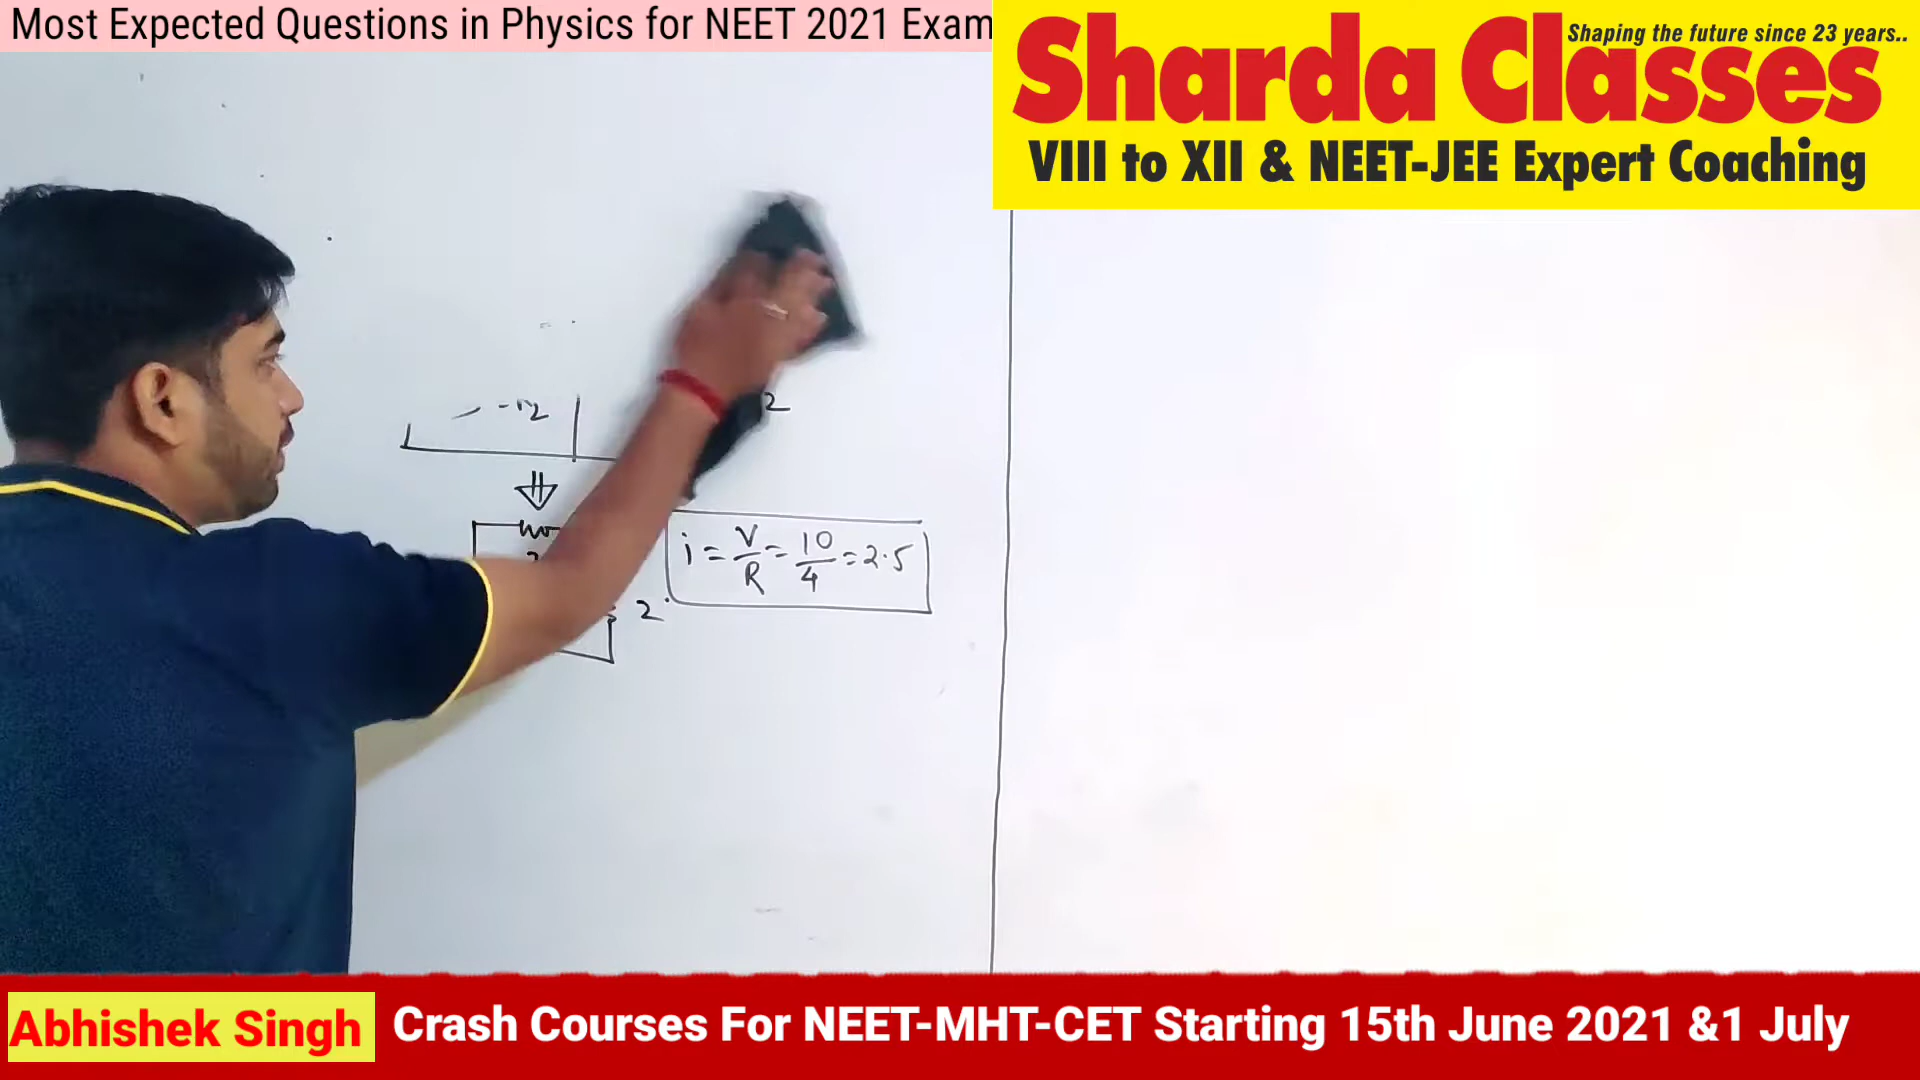 Most Expected Questions in Physics for NEET 2021 Exam
Shaping the future since 23 years..
Sharda Classes
VIII to XII & NEET-JEE Expert Coaching
2
i = V/R = 10/4 = 2.5
2
Abhishek Singh
Crash Courses For NEET-MHT-CET Starting 15th June 2021 &1 July